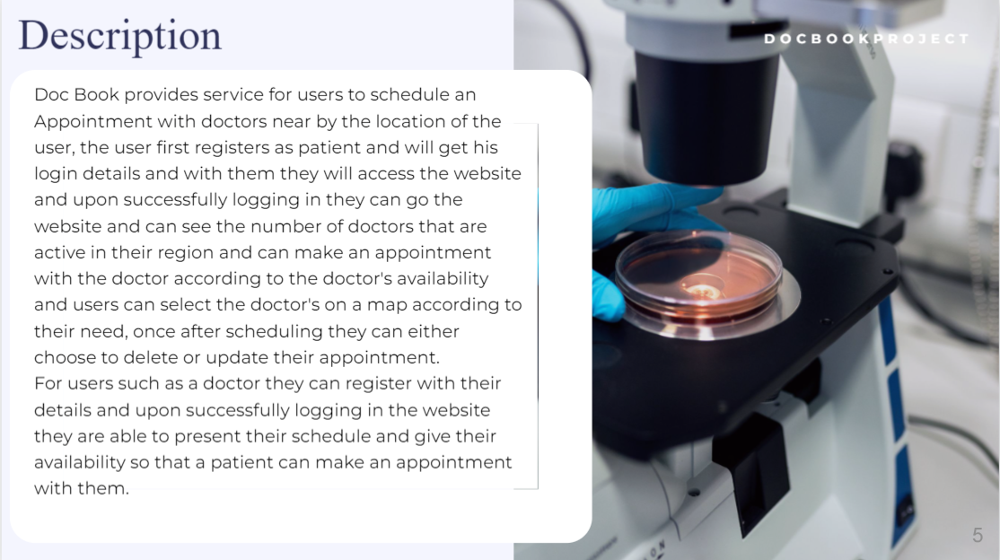 Description
DOCBOOKPROJECT
Doc Book provides service for users to schedule an
Appointment with doctors near by the location of the
user, the user first registers as patient and will get his
login details and with them they will access the website
and upon successfully logging in they can go the
website and can see the number of doctors that are
active in their region and can make an appointment
with the doctor according to the doctor's availability
and users can select the doctor's on a map according to
their need, once after scheduling they can either
choose to delete or update their appointment.
For users such as a doctor they can register with their
details and upon successfully logging in the website
they are able to present their schedule and give their
availability so that a patient can make an appointment
with them.
5